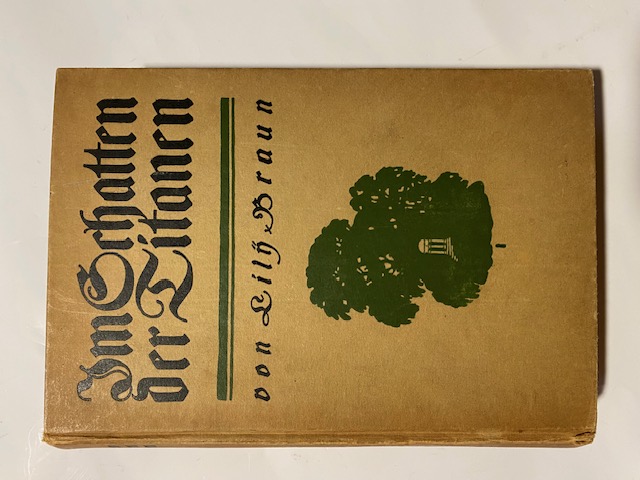 Im Schatten
der Titanen
von Lily Braun